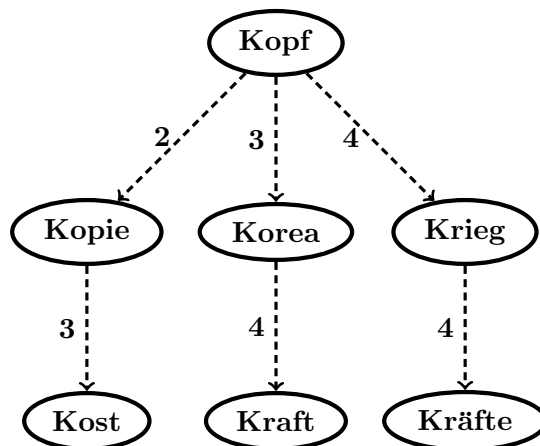 Kopf
2 3 4
Kopie Korea Krieg
3 4 4
Kost Kraft Kräfte